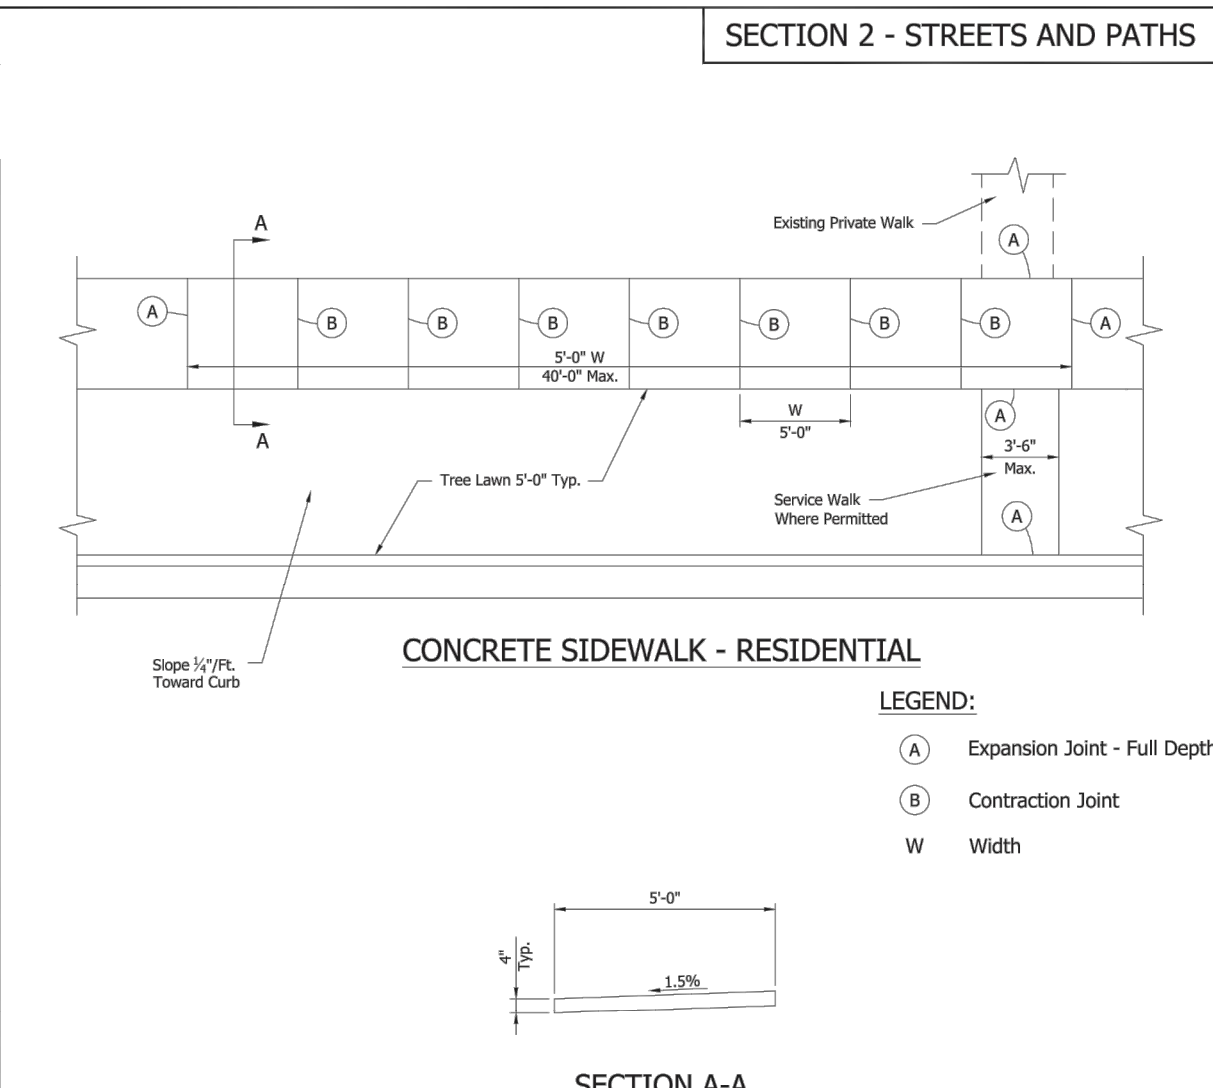 SECTION 2 - STREETS AND PATHS
A
Existing Private Walk
A
A
B
B
B
B
B
B
B
A
5'-0" W
40'-0" Max.
A
W
5'-0"
A
3'-6"
Max.
Tree Lawn 5'-0" Typ.
Service Walk
Where Permitted
A
Slope ¼"/Ft.
Toward Curb
CONCRETE SIDEWALK - RESIDENTIAL
LEGEND:
A Expansion Joint - Full Depth
B Contraction Joint
W Width
5'-0"
4"
Typ.
1.5%
SECTION A-A